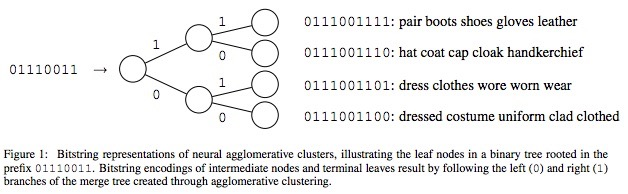 1 0111001111: pair boots shoes gloves leather
1
0 0111001110: hat coat cap cloak handkerchief
01110011 →
1 0111001101: dress clothes wore worn wear
0
0 0111001100: dressed costume uniform clad clothed
Figure 1: Bitstring representations of neural agglomerative clusters, illustrating the leaf nodes in a binary tree rooted in the
prefix 01110011. Bitstring encodings of intermediate nodes and terminal leaves result by following the left (0) and right (1)
branches of the merge tree created through agglomerative clustering.